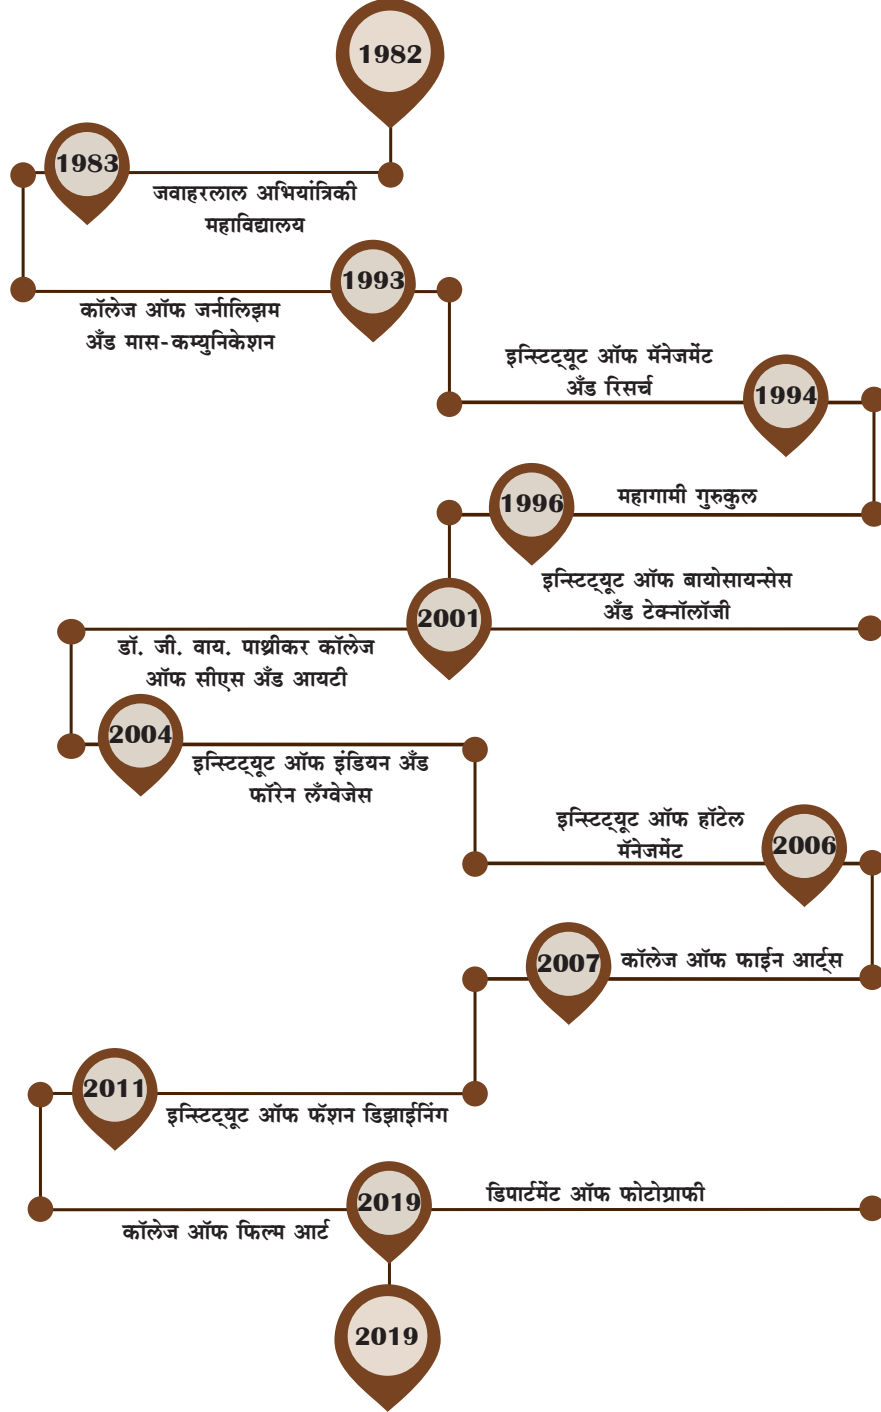 1982
1983
जवाहरलाल अभियांत्रिकी
महाविद्यालय
1993
कॉलेज ऑफ जर्नालिझम
अँड मास-कम्युनिकेशन
इन्स्टिट्यूट ऑफ मॅनेजमेंट
अँड रिसर्च
1994
1996
महागामी गुरुकुल
इन्स्टिट्यूट ऑफ बायोसायन्सेस
अँड टेक्नॉलॉजी
2001
डॉ. जी. वाय. पाथ्रीकर कॉलेज
ऑफ सीएस अँड आयटी
2004
इन्स्टिट्यूट ऑफ इंडियन अँड
फॉरेन लँग्वेजेस
इन्स्टिट्यूट ऑफ हॉटेल
मॅनेजमेंट
2006
2007
कॉलेज ऑफ फाईन आर्ट्स
2011
इन्स्टिट्यूट ऑफ फॅशन डिझाईनिंग
2019
डिपार्टमेंट ऑफ फोटोग्राफी
कॉलेज ऑफ फिल्म आर्ट
2019